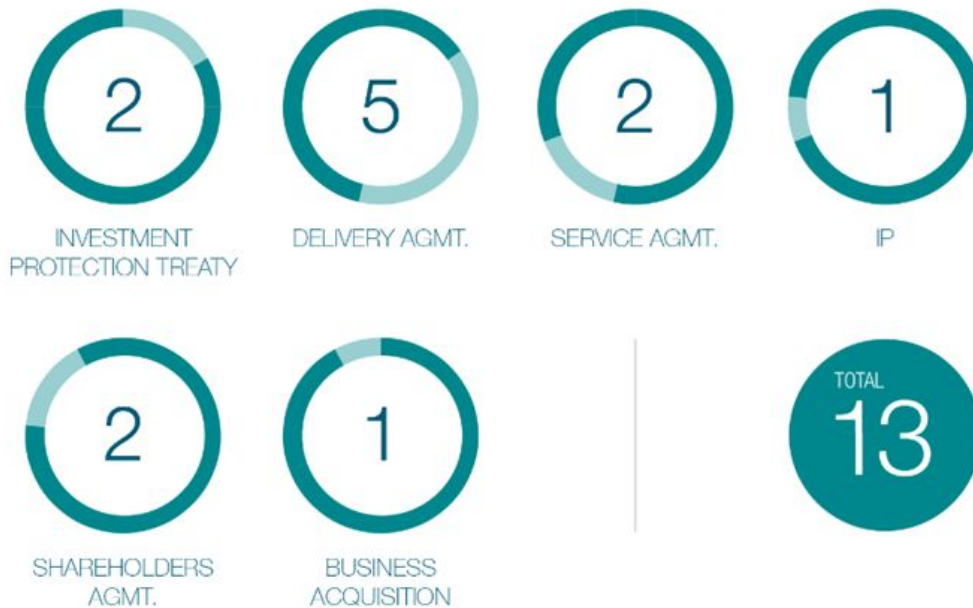 2
5
2
1
INVESTMENT
PROTECTION TREATY
DELIVERY AGMT.
SERVICE AGMT.
IP
2
1
TOTAL
13
SHAREHOLDERS
AGMT.
BUSINESS
ACQUISITION